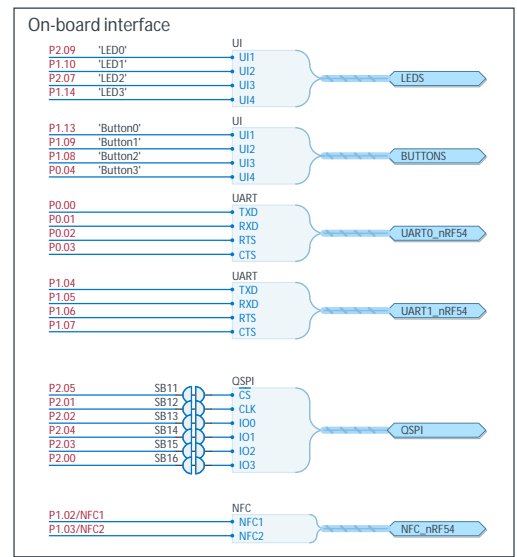 On-board interface
UI
P2.09 'LED0' UI1
P1.10 'LED1' UI2
P2.07 'LED2' UI3
P1.14 'LED3' UI4
LEDS
UI
P1.13 'Button0' UI1
P1.09 'Button1' UI2
P1.08 'Button2' UI3
P0.04 'Button3' UI4
BUTTONS
UART
P0.00 TXD
P0.01 RXD
P0.02 RTS
P0.03 CTS
UART0_nRF54
UART
P1.04 TXD
P1.05 RXD
P1.06 RTS
P1.07 CTS
UART1_nRF54
QSPI
P2.05 SB11 CS
P2.01 SB12 CLK
P2.02 SB13 IO0
P2.04 SB14 IO1
P2.03 SB15 IO2
P2.00 SB16 IO3
QSPI
NFC
P1.02/NFC1 NFC1
P1.03/NFC2 NFC2
NFC_nRF54